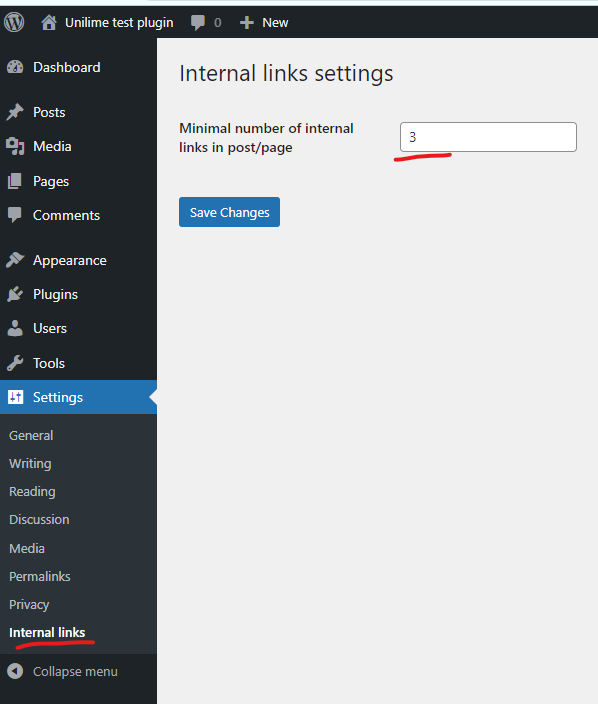 Unilime test plugin 0 New
Dashboard
Posts
Media
Pages
Comments
Appearance
Plugins
Users
Tools
Settings
General
Writing
Reading
Discussion
Media
Permalinks
Privacy
Internal links
Collapse menu
Internal links settings
Minimal number of internal
links in post/page
3
Save Changes